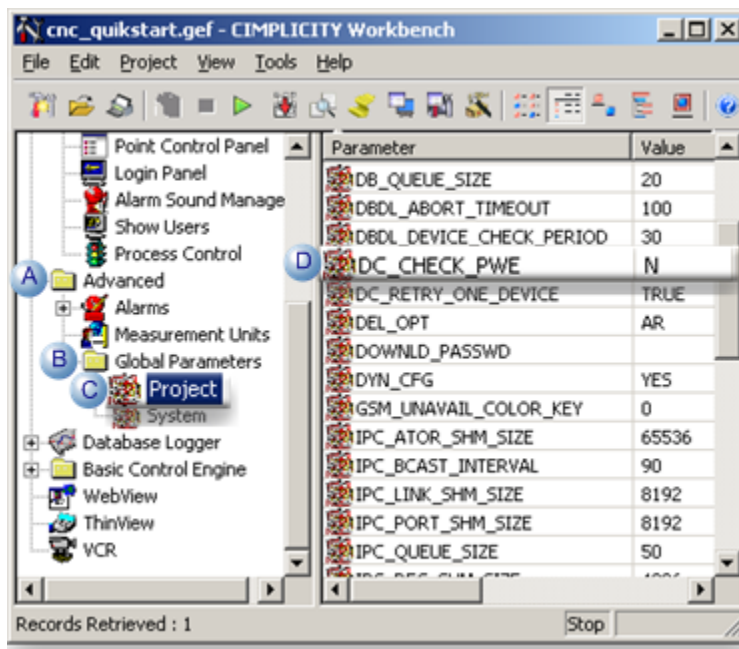 cnc_quikstart.gef - CIMPLICITY Workbench
File Edit Project View Tools Help
Point Control Panel
Login Panel
Alarm Sound Manage
Show Users
Process Control
A Advanced
Alarms
Measurement Units
B Global Parameters
C Project
System
Database Logger
Basic Control Engine
WebView
ThinView
VCR
Parameter Value
DB_QUEUE_SIZE 20
DBDL_ABORT_TIMEOUT 100
DBDL_DEVICE_CHECK_PERIOD 30
D DC_CHECK_PWE N
DC_RETRY_ONE_DEVICE TRUE
DEL_OPT AR
DOWNLD_PASSWD
DYN_CFG YES
GSM_UNAVAIL_COLOR_KEY 0
IPC_ATOR_SHM_SIZE 65536
IPC_BCAST_INTERVAL 90
IPC_LINK_SHM_SIZE 8192
IPC_PORT_SHM_SIZE 8192
IPC_QUEUE_SIZE 50
Records Retrieved : 1 Stop